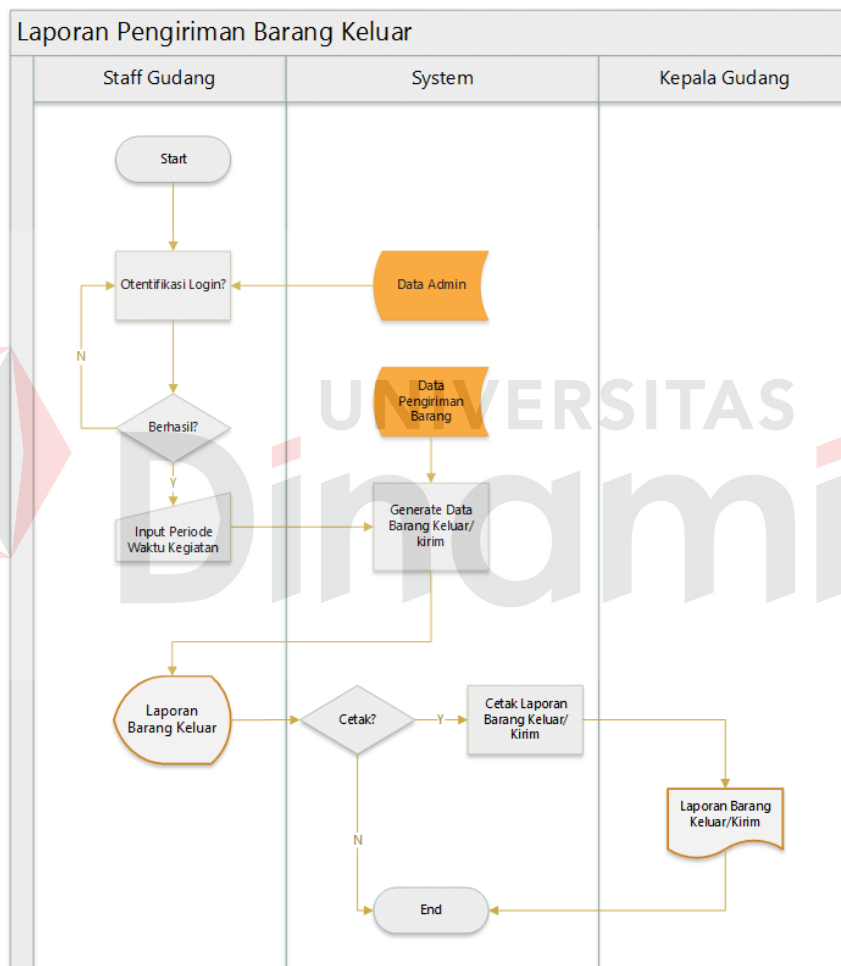 Laporan Pengiriman Barang Keluar
Staff Gudang
System
Kepala Gudang
Start
Otentifikasi Login?
Data Admin
N
Data
Pengiriman
Barang
UNIVERSITAS
Berhasil?
Dinami
Y
Input Periode
Waktu Kegiatan
Generate Data
Barang Keluar/
kirim
Laporan
Barang Keluar
Cetak?
Y
Cetak Laporan
Barang Keluar/
Kirim
Laporan Barang
Keluar/Kirim
N
End